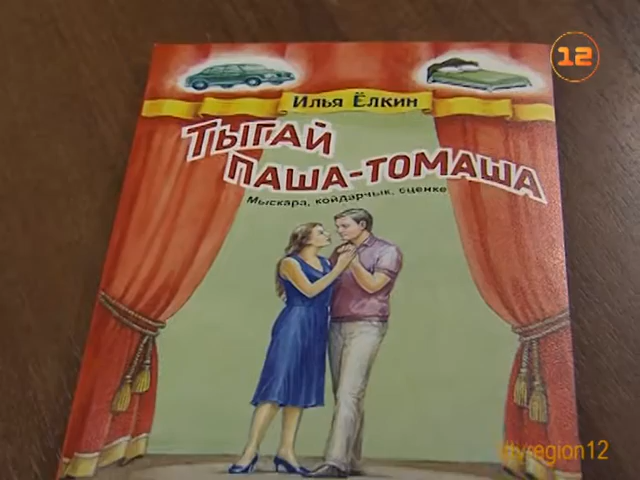 12
Илья Ёлкин
Тыгай
паша-томаша
Мыскара, койдарчык, сценке
#tvregion12